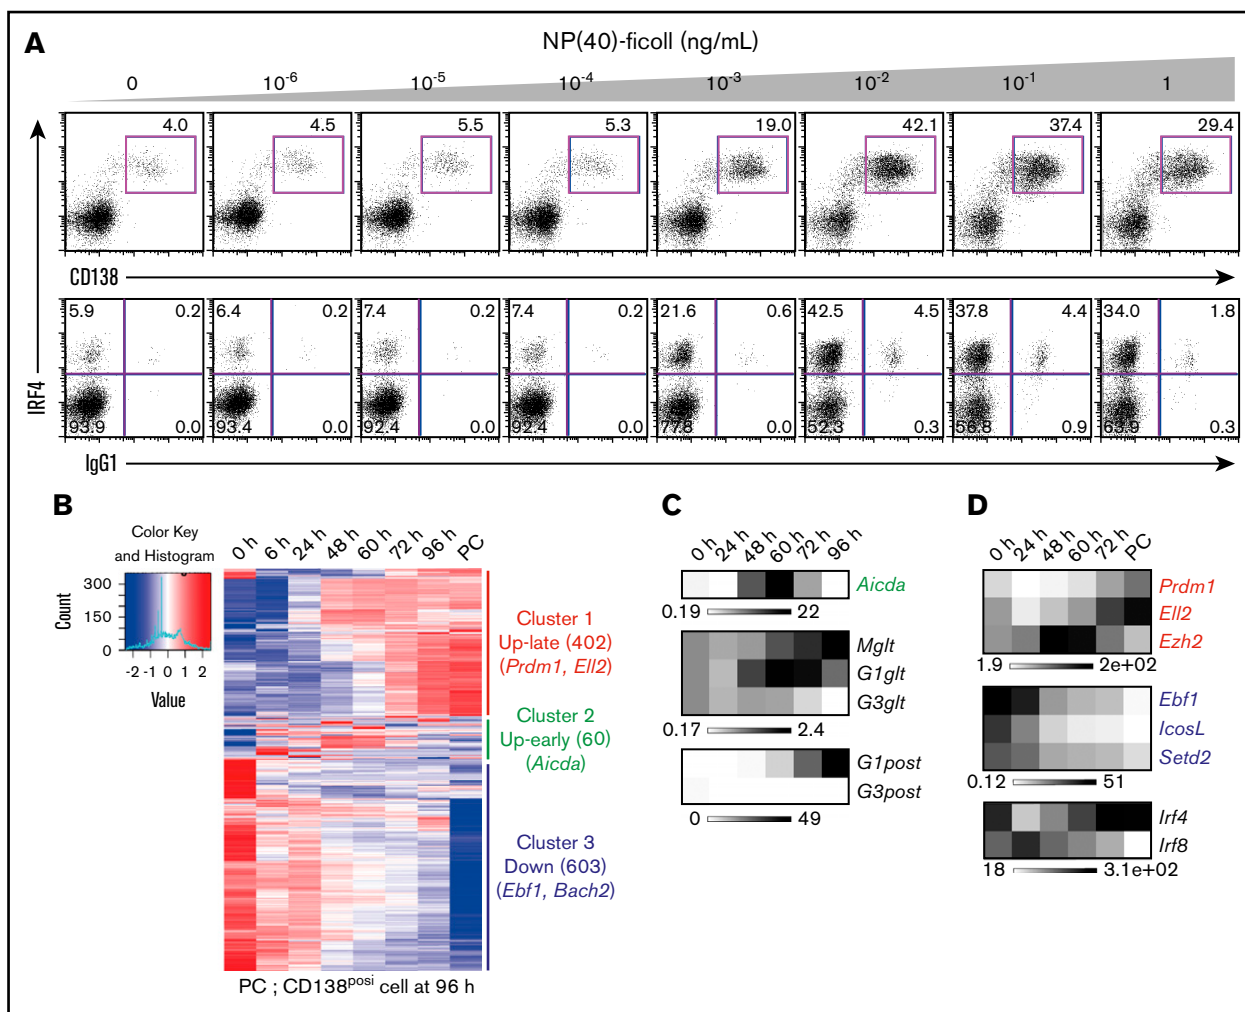 A
NP(40)-ficoll (ng/mL)
0 10-6 10-5 10-4 10-3 10-2 10-1 1
4.0 4.5 5.5 5.3 19.0 42.1 37.4 29.4
CD138
5.9 0.2 6.4 0.2 7.4 0.2 7.4 0.2 21.6 0.6 42.5 4.5 37.8 4.4 34.0 1.8
93.9 0.0 93.4 0.0 92.4 0.0 92.4 0.0 77.8 0.0 52.3 0.3 56.8 0.9 63.9 0.3
IRF4
IgG1
B
Color Key
and Histogram
Count
300
150
0
-2 -1 0 1 2
Value
0 h 6 h 24 h 48 h 60 h 72 h 96 h PC
Cluster 1
Up-late (402)
(Prdm1, Ell2)
Cluster 2
Up-early (60)
(Aicda)
Cluster 3
Down (603)
(Ebf1, Bach2)
PC ; CD138posi cell at 96 h
C
0 h 24 h 48 h 60 h 72 h 96 h
Aicda
0.19 22
Mglt
G1glt
G3glt
0.17 2.4
G1post
G3post
0 49
D
0 h 24 h 48 h 60 h 72 h PC
Prdm1
Ell2
Ezh2
1.9 2e+02
Ebf1
IcosL
Setd2
0.12 51
Irf4
Irf8
18 3.1e+02